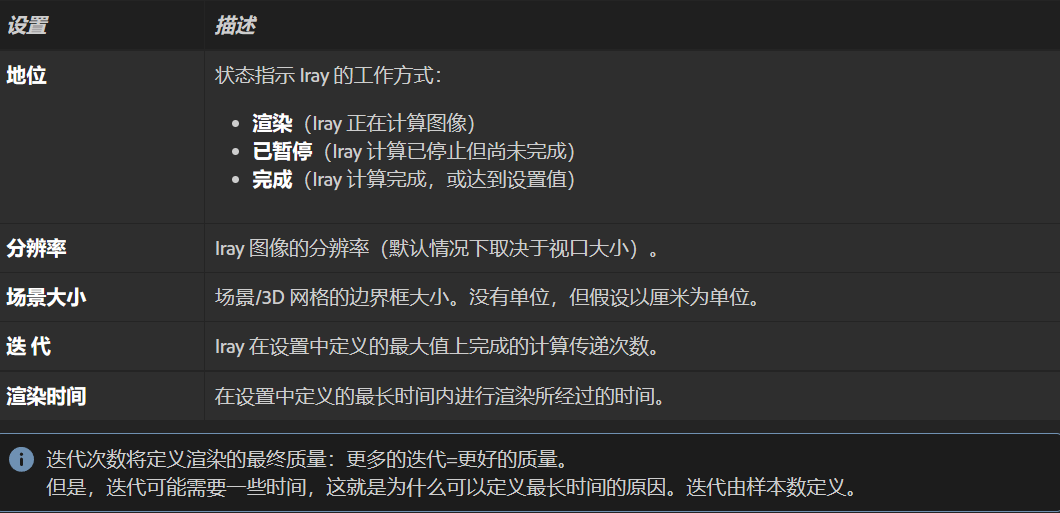 设置 描述
地位 状态指示 Iray 的工作方式：
• 渲染（Iray 正在计算图像）
• 已暂停（Iray 计算已停止但尚未完成）
• 完成（Iray 计算完成，或达到设置值）
分辨率 Iray 图像的分辨率（默认情况下取决于视口大小）。
场景大小 场景/3D 网格的边界框大小。没有单位，但假设以厘米为单位。
迭 代 Iray 在设置中定义的最大值上完成的计算传递次数。
渲染时间 在设置中定义的最长时间内进行渲染所经过的时间。
迭代次数将定义渲染的最终质量：更多的迭代=更好的质量。
但是，迭代可能需要一些时间，这就是为什么可以定义最长时间的原因。迭代由样本数定义。